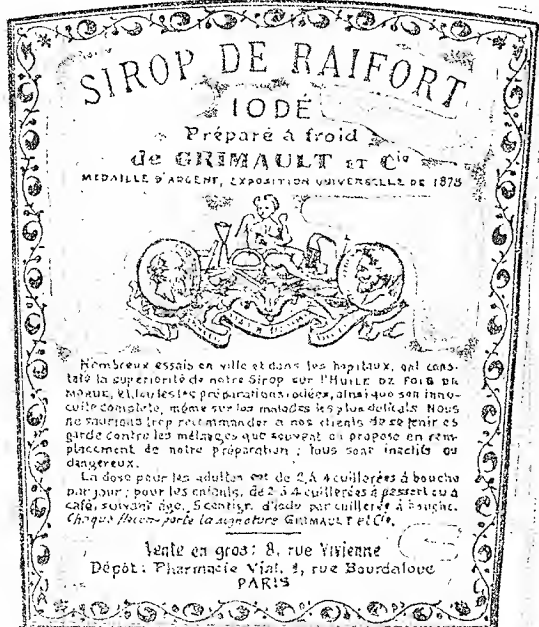 SIROP DE RAIFORT
IODÉ
Préparé à froid
de GRIMAULT ET Cie
MEDAILLE D'ARGENT, EXPOSITION UNIVERSELLE DE 1878
Nombreux essais en ville et dans les hopitaux, ont cons-
taté la superiorité de notre Sirop sur l'HUILE DE FOIE DE
MORUE, et toutes les préparations iodées, ainsi que son inno-
cuité complète, même sur les malades les plus delicats. Nous
ne saurions trop recommander à nos clients de se tenir en
garde contre les mélanges que souvent on propose en rem-
placement de notre préparation ; tous sont inactifs ou
dangereux.
La dose pour les adultes est de 2 à 4 cuillerées à bouche
par jour ; pour les enfants, de 2 à 4 cuillerées à dessert ou à
café, suivant âge. 5 centigr. d'iode par cuillerée à bouche.
Chaque flacon porte la signature GRIMAULT et Cie.
Vente en gros : 8, rue Vivienne
Dépôt : Pharmacie Vial, 1, rue Bourdaloue
PARIS